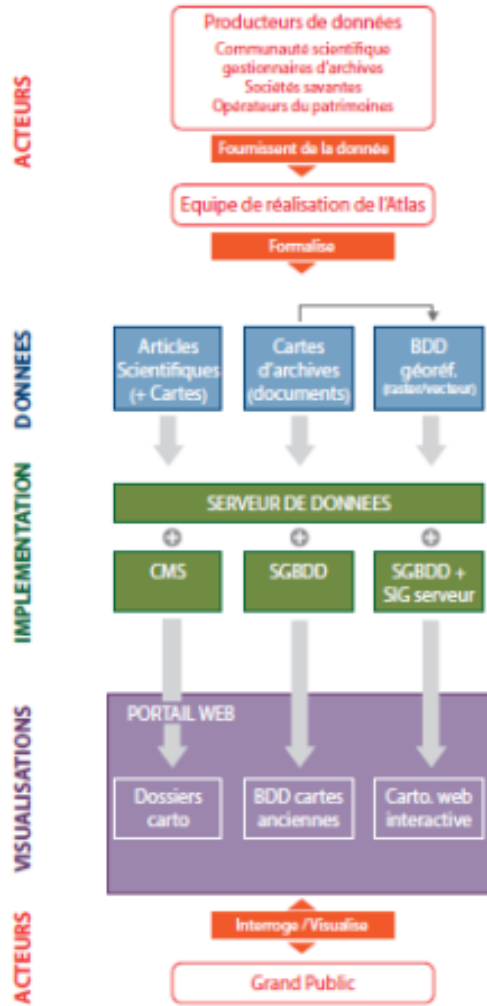 ACTEURS
Producteurs de données
Communauté scientifique
gestionnaires d'archives
Sociétés savantes
Opérateurs du patrimoines
Fournissent de la donnée
Equipe de réalisation de l'Atlas
Formalise
DONNEES
Articles
Scientifiques
(+ Cartes)
Cartes
d'archives
(documents)
BDD
géoréf.
(raster/vecteur)
IMPLEMENTATION
SERVEUR DE DONNEES
CMS
SGBDD
SGBDD +
SIG serveur
VISUALISATIONS
PORTAIL WEB
Dossiers
carto
BDD cartes
anciennes
Carto. web
interactive
ACTEURS
Interroge / Visualise
Grand Public